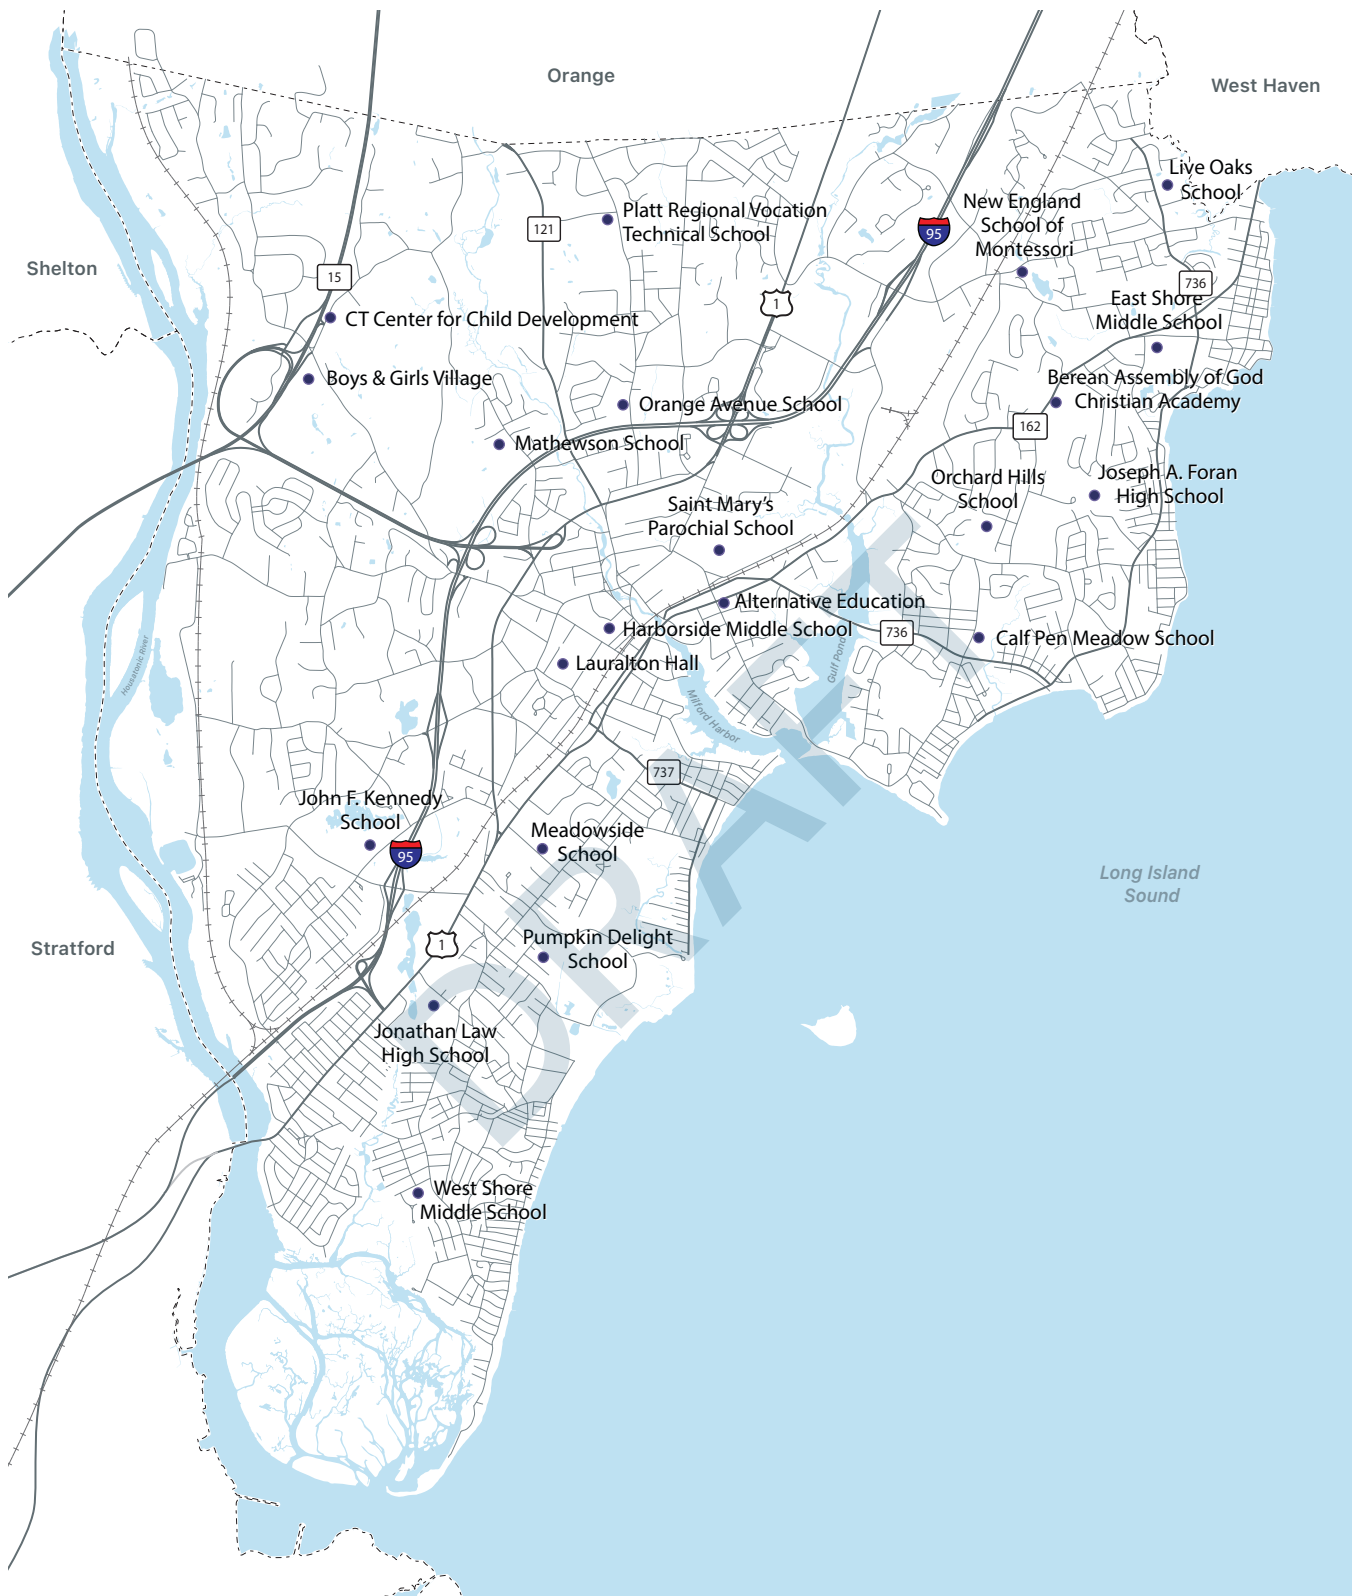 Orange
West Haven
Live Oaks
School
New England
School of
Montessori
Platt Regional Vocation
Technical School
121
95
Shelton
15
736
1
East Shore
Middle School
CT Center for Child Development
Boys & Girls Village
Berean Assembly of God
Christian Academy
Orange Avenue School
162
Mathewson School
Joseph A. Foran
High School
Orchard Hills
School
Saint Mary's
Parochial School
Alternative Education
Harborside Middle School
736
Calf Pen Meadow School
Lauralton Hall
Housatonic River
Gulf Pond
Milford Harbor
737
John F. Kennedy
School
Meadowside
School
95
Long Island
Sound
DRAFT
Stratford
1
Pumpkin Delight
School
Jonathan Law
High School
West Shore
Middle School